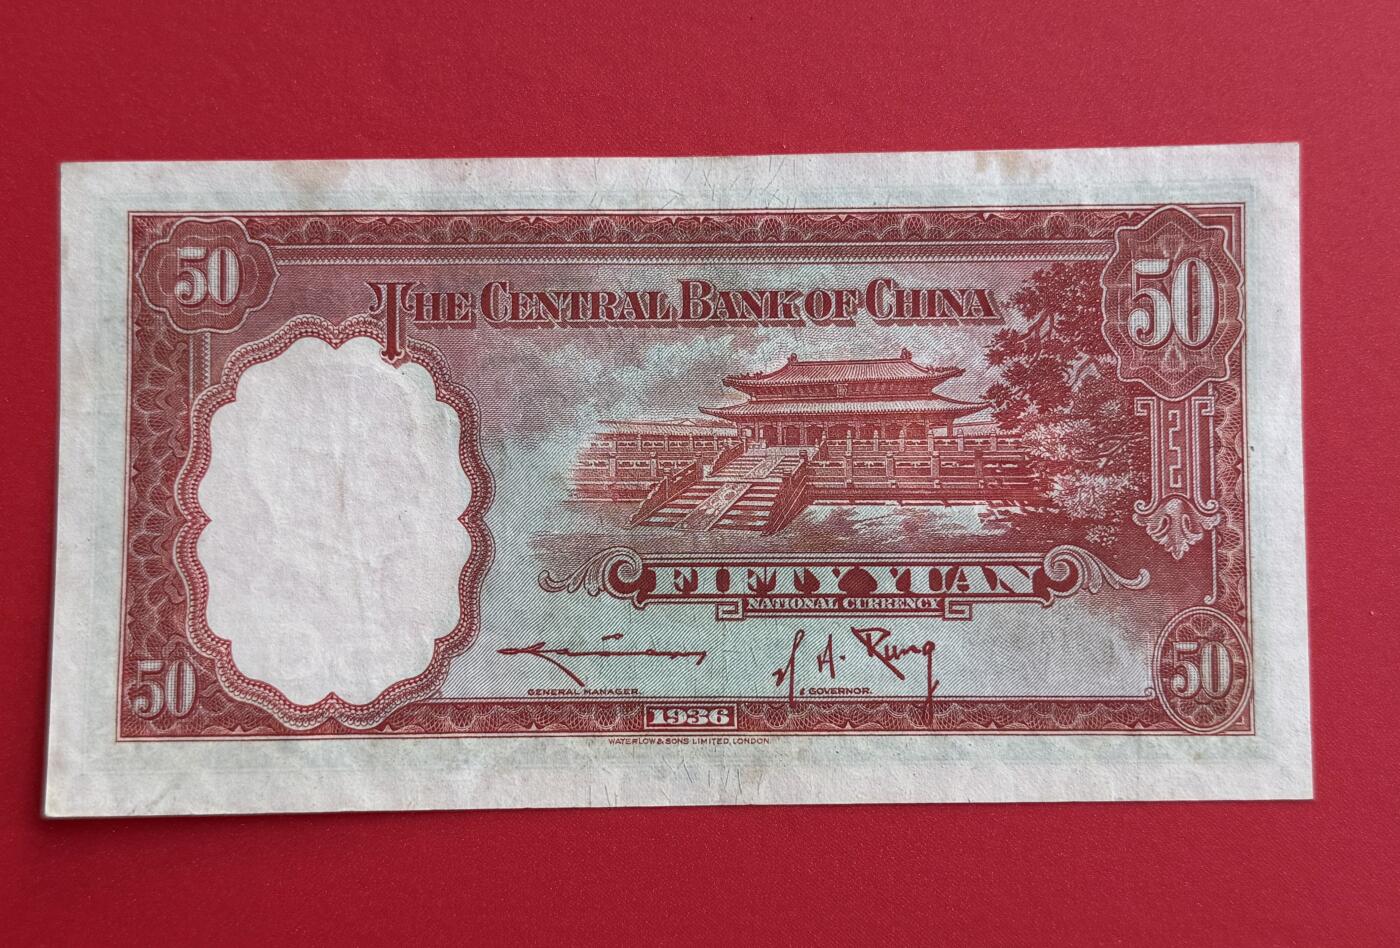 50
50
THE CENTRAL BANK OF CHINA
FIFTY YUAN
NATIONAL CURRENCY
H. A. Kung
GENERAL MANAGER.
GOVERNOR.
50
50
1936
WATERLOW & SONS LIMITED, LONDON